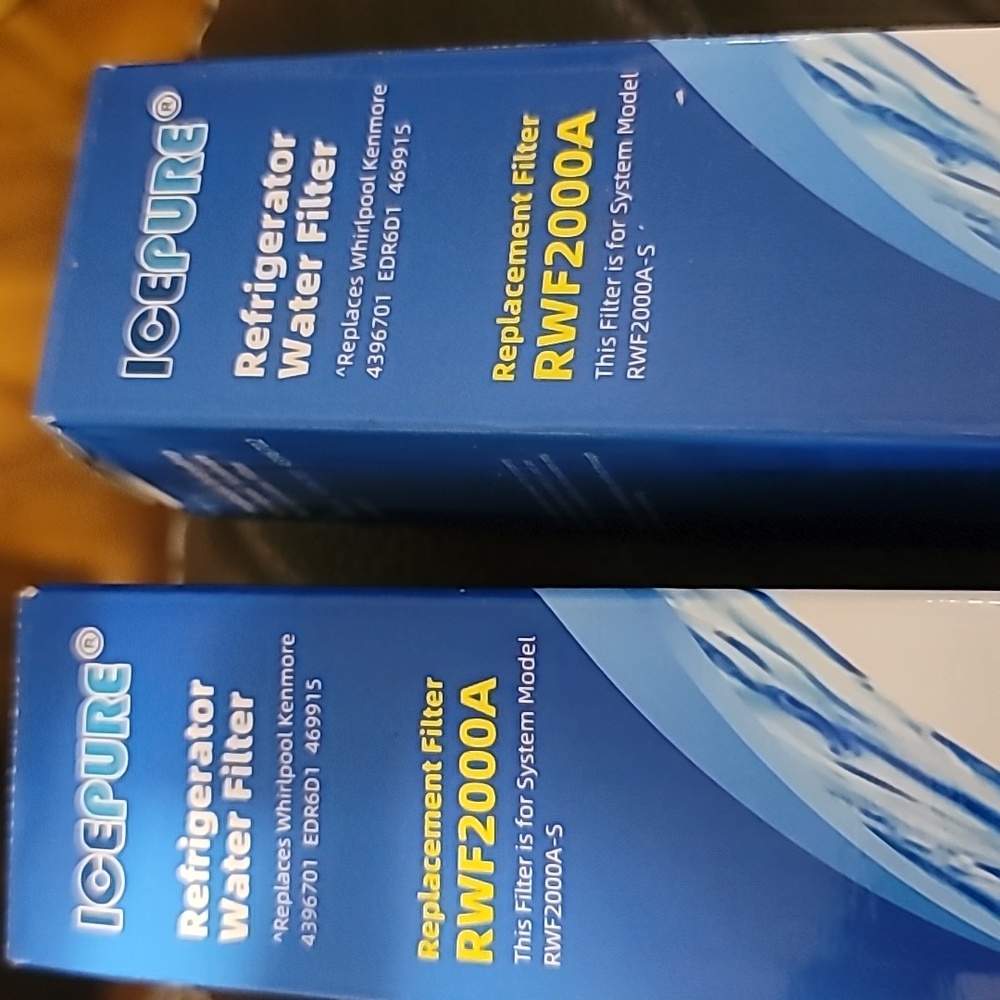 ICEPURE®
Refrigerator
Water Filter
^Replaces Whirlpool Kenmore
4396701 EDR6D1 469915
Replacement Filter
RWF2000A
This Filter is for System Model
RWF2000A-S
ICEPURE®
Refrigerator
Water Filter
^Replaces Whirlpool Kenmore
4396701 EDR6D1 469915
Replacement Filter
RWF2000A
This Filter is for System Model
RWF2000A-S